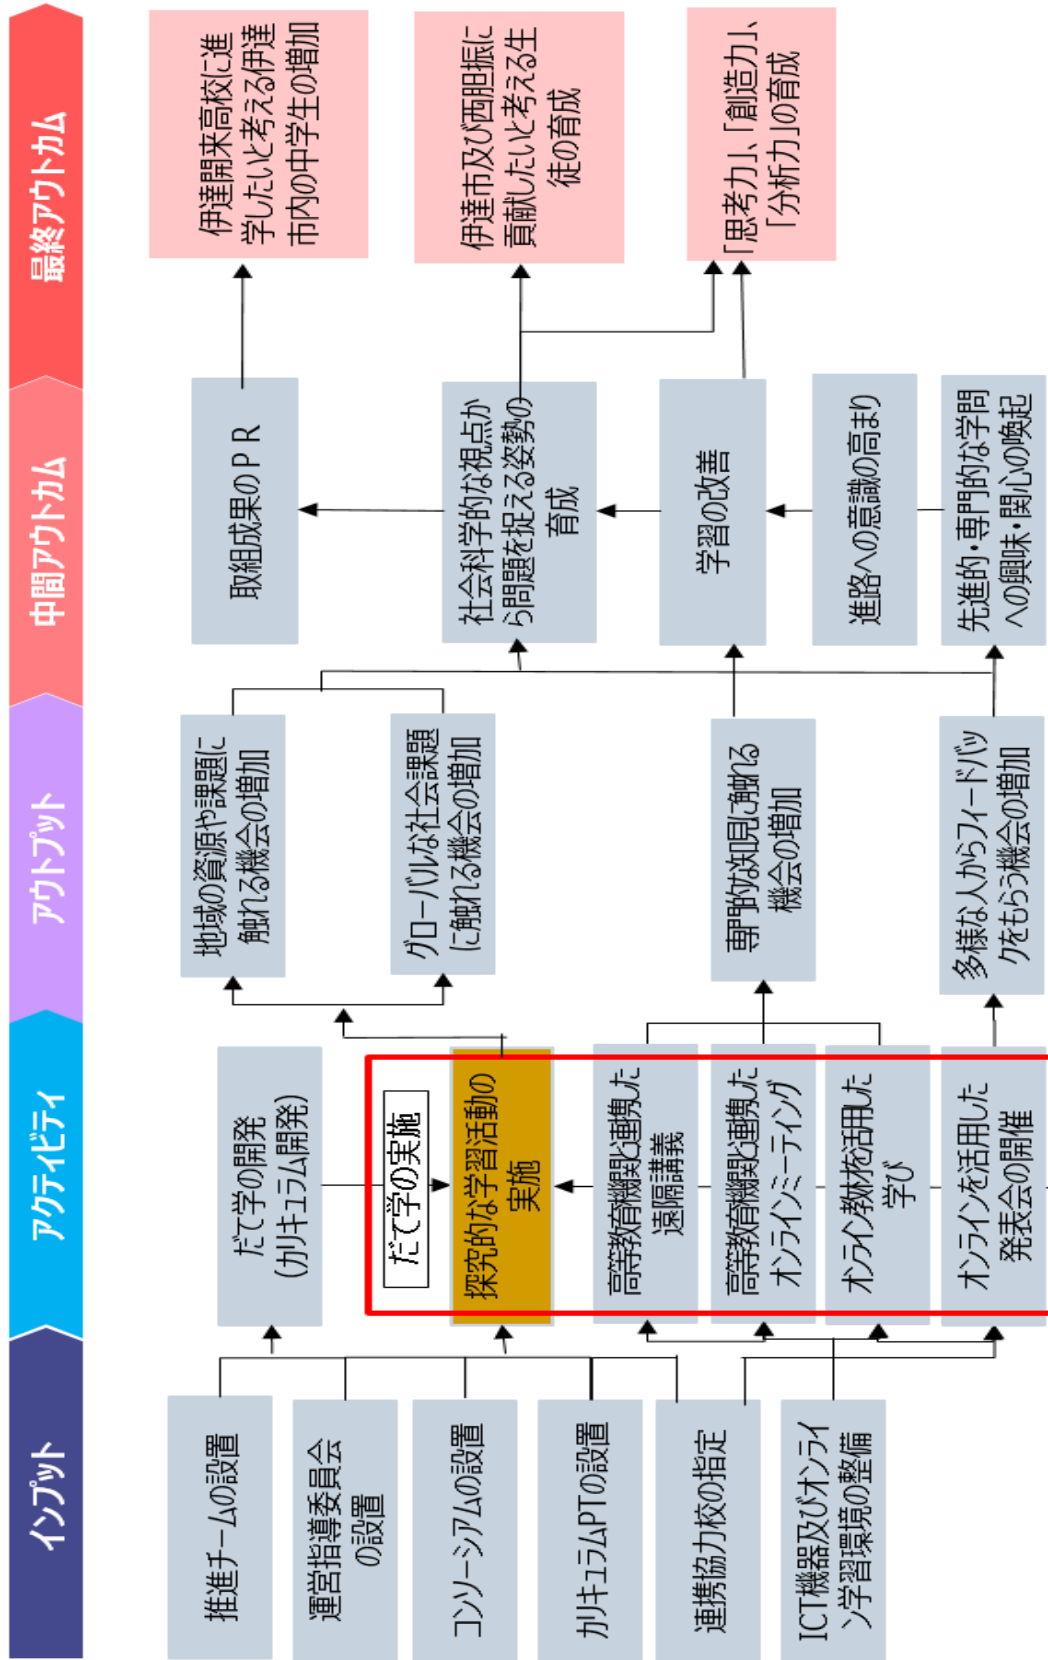 インプット
アクティビティ
アウトプット
中間アウトカム
最終アウトカム
推進チームの設置
運営指導委員会
の設置
コンソーシアムの設置
カリキュラムPTの設置
連携協力校の指定
ICT機器及びオンライ
ン学習環境の整備
だて学の開発
(カリキュラム開発)
だて学の実施
探究的な学習活動の
実施
高等教育機関と連携した
遠隔講義
高等教育機関と連携した
オンラインミーティング
オンライン教材を活用した
学び
オンラインを活用した
発表会の開催
地域の資源や課題に
触れる機会の増加
グローバルな社会課題
に触れる機会の増加
専門的な知見に触れる
機会の増加
多様な人からフィードバッ
クをもらう機会の増加
取組成果のPR
社会科学的な視点か
ら問題を捉える姿勢の
育成
学習の改善
進路への意識の高まり
先進的・専門的な学問
への興味・関心の喚起
伊達開来高校に進
学したいと考える伊達
市内の中学生の増加
伊達市及び西胆振に
貢献したいと考える生
徒の育成
「思考力」、「創造力」、
「分析力」の育成